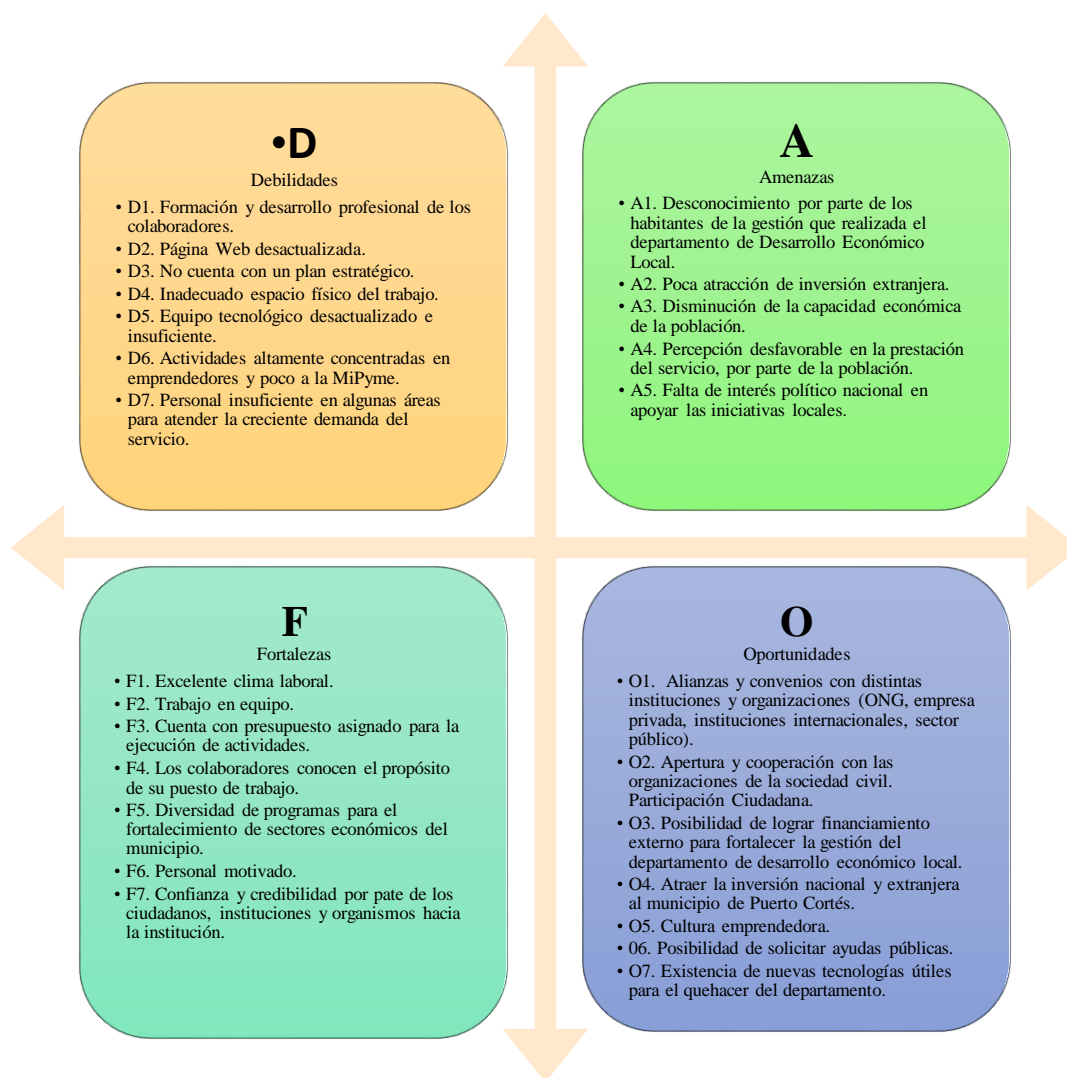 •D
Debilidades
• D1. Formación y desarrollo profesional de los
colaboradores.
• D2. Página Web desactualizada.
• D3. No cuenta con un plan estratégico.
• D4. Inadecuado espacio físico del trabajo.
• D5. Equipo tecnológico desactualizado e
insuficiente.
• D6. Actividades altamente concentradas en
emprendedores y poco a la MiPyme.
• D7. Personal insuficiente en algunas áreas
para atender la creciente demanda del
servicio.
A
Amenazas
• A1. Desconocimiento por parte de los
habitantes de la gestión que realizada el
departamento de Desarrollo Económico
Local.
• A2. Poca atracción de inversión extranjera.
• A3. Disminución de la capacidad económica
de la población.
• A4. Percepción desfavorable en la prestación
del servicio, por parte de la población.
• A5. Falta de interés político nacional en
apoyar las iniciativas locales.
F
Fortalezas
• F1. Excelente clima laboral.
• F2. Trabajo en equipo.
• F3. Cuenta con presupuesto asignado para la
ejecución de actividades.
• F4. Los colaboradores conocen el propósito
de su puesto de trabajo.
• F5. Diversidad de programas para el
fortalecimiento de sectores económicos del
municipio.
• F6. Personal motivado.
• F7. Confianza y credibilidad por pate de los
ciudadanos, instituciones y organismos hacia
la institución.
O
Oportunidades
• O1. Alianzas y convenios con distintas
instituciones y organizaciones (ONG, empresa
privada, instituciones internacionales, sector
público).
• O2. Apertura y cooperación con las
organizaciones de la sociedad civil.
Participación Ciudadana.
• O3. Posibilidad de lograr financiamiento
externo para fortalecer la gestión del
departamento de desarrollo económico local.
• O4. Atraer la inversión nacional y extranjera
al municipio de Puerto Cortés.
• O5. Cultura emprendedora.
• 06. Posibilidad de solicitar ayudas públicas.
• O7. Existencia de nuevas tecnologías útiles
para el quehacer del departamento.